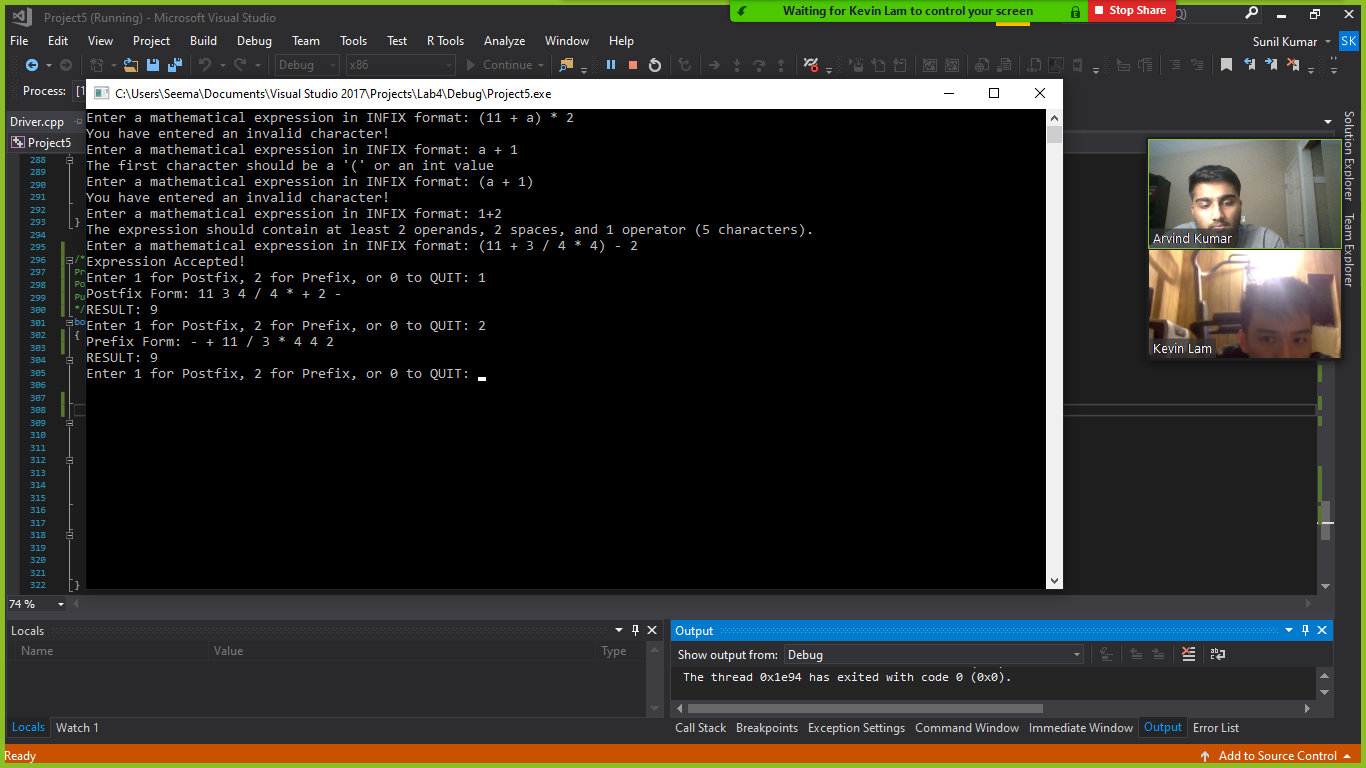 Project5 (Running) - Microsoft Visual Studio
Waiting for Kevin Lam to control your screen
Stop Share
File Edit View Project Build Debug Team Tools Test R Tools Analyze Window Help
Sunil Kumar SK
Debug x86 Continue
Process:
C:\Users\Seema\Documents\Visual Studio 2017\Projects\Lab4\Debug\Project5.exe
Driver.cpp
Project5
Enter a mathematical expression in INFIX format: (11 + a) * 2
You have entered an invalid character!
Enter a mathematical expression in INFIX format: a + 1
The first character should be a '(' or an int value
Enter a mathematical expression in INFIX format: (a + 1)
You have entered an invalid character!
Enter a mathematical expression in INFIX format: 1+2
The expression should contain at least 2 operands, 2 spaces, and 1 operator (5 characters).
Enter a mathematical expression in INFIX format: (11 + 3 / 4 * 4) - 2
Expression Accepted!
Enter 1 for Postfix, 2 for Prefix, or 0 to QUIT: 1
Postfix Form: 11 3 4 / 4 * + 2 -
RESULT: 9
Enter 1 for Postfix, 2 for Prefix, or 0 to QUIT: 2
Prefix Form: - + 11 / 3 * 4 4 2
RESULT: 9
Enter 1 for Postfix, 2 for Prefix, or 0 to QUIT:
288
289
290
291
292
293 }
294
295
296 /*
297 Pr
298 Po
299 Pu
300 */
301 bo
302 {
303
304
305
306
307
308
309
310
311
312
313
314
315
316
317
318
319
320
321
322 }
Arvind Kumar
Kevin Lam
Solution Explorer
Team Explorer
74 %
Locals
Name Value Type
Locals Watch 1
Output
Show output from: Debug
The thread 0x1e94 has exited with code 0 (0x0).
Call Stack Breakpoints Exception Settings Command Window Immediate Window Output Error List
Ready
Add to Source Control